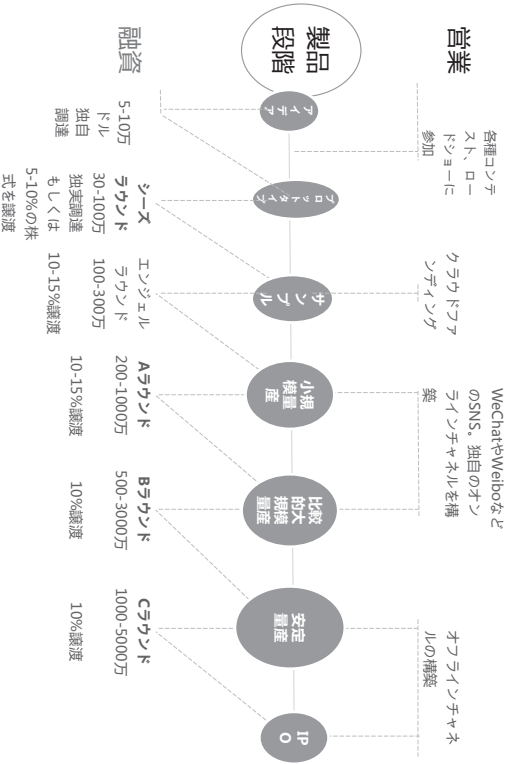 営業
各種コンテ
スト、ロー
ドショーに
参加
クラウドファ
ンディング
WeChatやWeiboなど
のSNS。独自のオン
ラインチャネルを構
築
オフラインチャネ
ルの構築
製品
段階
アイデ
ア
プロットタイプ
サンプ
ル
小規
模量
産
比較
的大
規模
量産
安定
量産
IP
O
融資
5-10万
ドル
独自
調達
シーズ
ラウンド
30-100万
独実調達
もしくは
5-10%の株
式を譲渡
エンジェル
ラウンド
100-300万
10-15%譲渡
Aラウンド
200-1000万
10-15%譲渡
Bラウンド
500-3000万
10%譲渡
Cラウンド
1000-5000万
10%譲渡